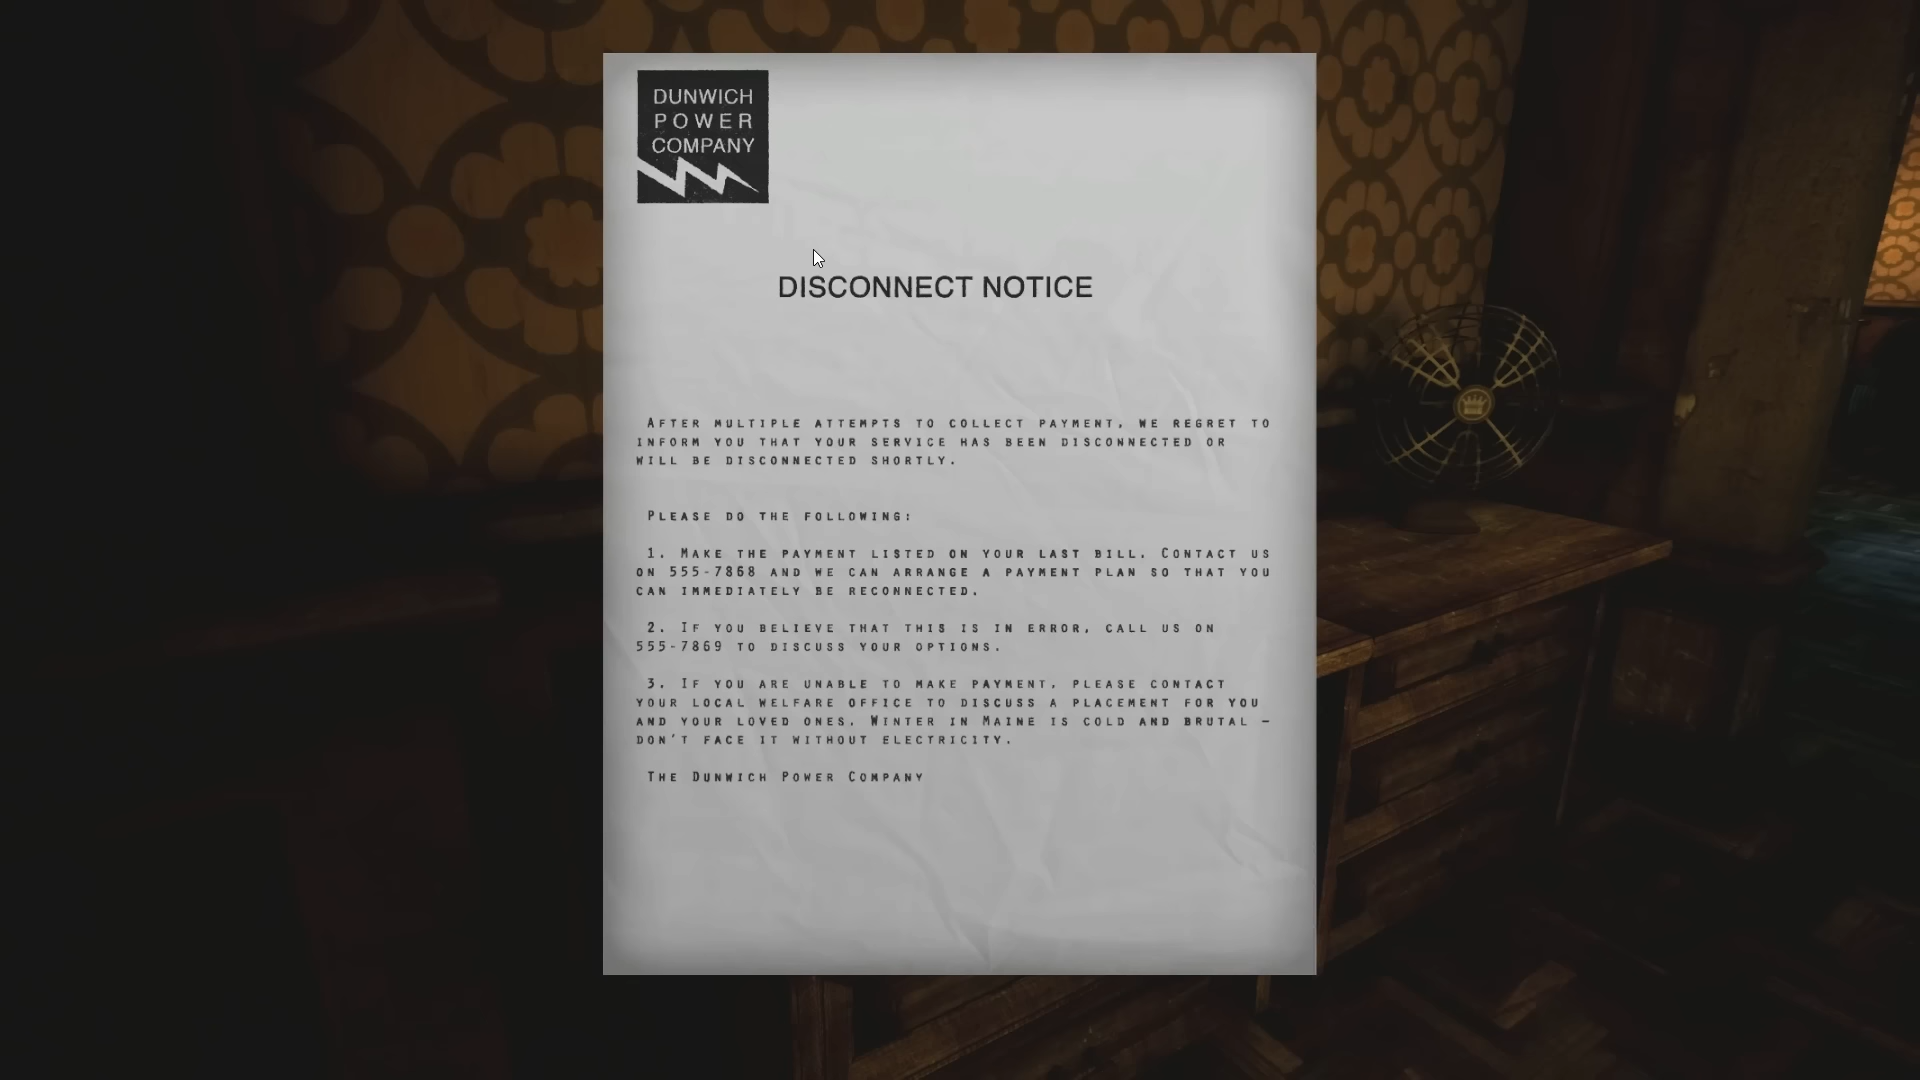 DUNWICH
POWER
COMPANY
DISCONNECT NOTICE
After multiple attempts to collect payment, we regret to
inform you that your service has been disconnected or
will be disconnected shortly.
Please do the following:
1. Make the payment listed on your last bill. Contact us
on 555-7868 and we can arrange a payment plan so that you
can immediately be reconnected.
2. If you believe that this is in error, call us on
555-7869 to discuss your options.
3. If you are unable to make payment, please contact
your local welfare office to discuss a placement for you
and your loved ones. Winter in Maine is cold and brutal –
don't face it without electricity.
The Dunwich Power Company